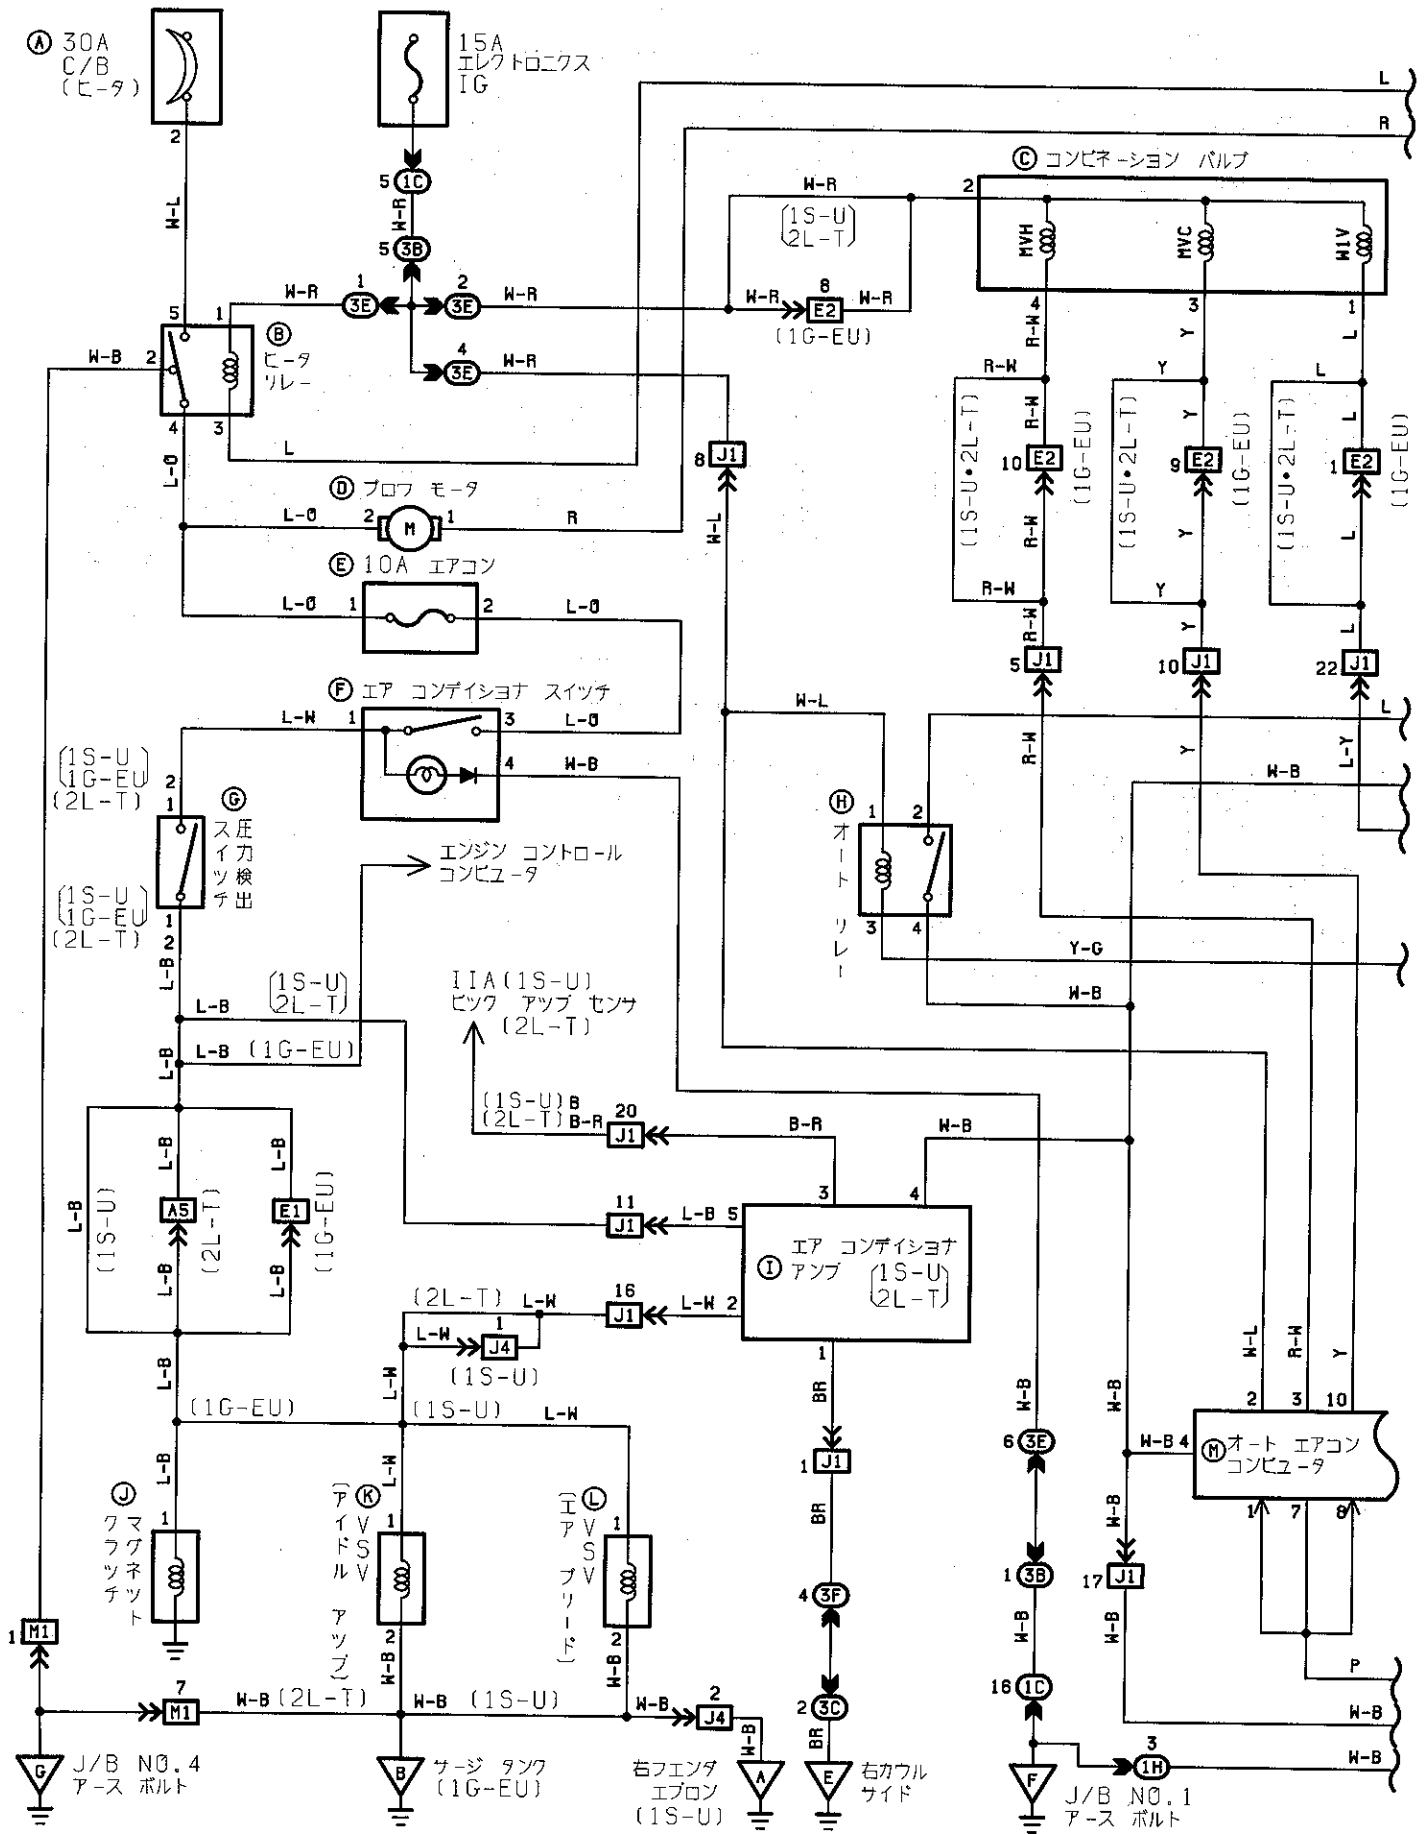 Ⓐ 30A
C/B
(ヒータ)
15A
エレクトロニクス
IG
L
R
2
5 1C
W-L
W-R
5 3B
Ⓒ コンビネーション バルブ
2
W-R
(1S-U
2L-T)
MVH
MVC
W1V
W-R
1
3E
2
3E
W-R
W-R
8
E2
W-R
(1G-EU)
4
3
1
R-W
Y
L
5
1
Ⓑ
ヒータ
リレー
W-B
2
4
3E
W-R
R-W
Y
L
4
3
L-O
L
8 J1
(1S-U・2L-T)
R-W
10 E2
(1G-EU)
(1S-U・2L-T)
Y
9 E2
(1G-EU)
(1S-U・2L-T)
L
1 E2
(1G-EU)
Ⓓ ブロワ モータ
L-O
2
M
1
R
W-L
R-W
Y
L
Ⓔ 10A エアコン
L-O
1
2
L-O
R-W
Y
R-W
Y
L
5 J1
10 J1
22 J1
Ⓕ エア コンディショナ スイッチ
L-W
1
3
L-O
4
W-B
W-L
L
R-W
Y
L-Y
W-B
(1S-U
1G-EU)
(2L-T)
2
1
Ⓖ
圧力検出
スイッチ
(1S-U
1G-EU)
(2L-T)
1
2
エンジン コントロール
コンピュータ
Ⓗ
オート リレー
1
2
3
4
Y-G
W-B
L-B
L-B
(1S-U
2L-T)
L-B
L-B (1G-EU)
IIA(1S-U)
ピック アップ センサ
(2L-T)
(1S-U) B
(2L-T) B-R
20
J1
B-R
W-B
3
4
L-B
L-B
L-B
(1S-U)
A5
(2L-T)
E1
(1G-EU)
L-B
L-B
11
J1
L-B 5
Ⓘ エア コンディショナ
アンプ
(1S-U
2L-T)
(2L-T)
L-W
16
J1
L-W 2
L-W
1
J4
(1S-U)
1
L-B
L-W
BR
W-L
R-W
Y
W-B
W-B
(1G-EU)
(1S-U)
L-W
2
3
10
6 3E
1 J1
W-B 4
Ⓜ オート エアコン
コンピュータ
1
7
8
L-B
L-W
BR
W-B
Ⓙ
マグネット
クラッチ
1
Ⓚ
VSV
(アイドル アップ)
1
2
Ⓛ
VSV
(エア ブリード)
1
2
4 3F
1 3B
17 J1
W-B
W-B
1 M1
W-B
W-B
P
7
M1
W-B (2L-T)
W-B
(1S-U)
W-B
2
J4
2 3C
16 1C
W-B
W-B
BR
3
1H
W-B
G
J/B NO.4
アース ボルト
B
サージ タンク
(1G-EU)
右フェンダ
エプロン
(1S-U)
A
E
右カウル
サイド
F
J/B NO.1
アース ボルト